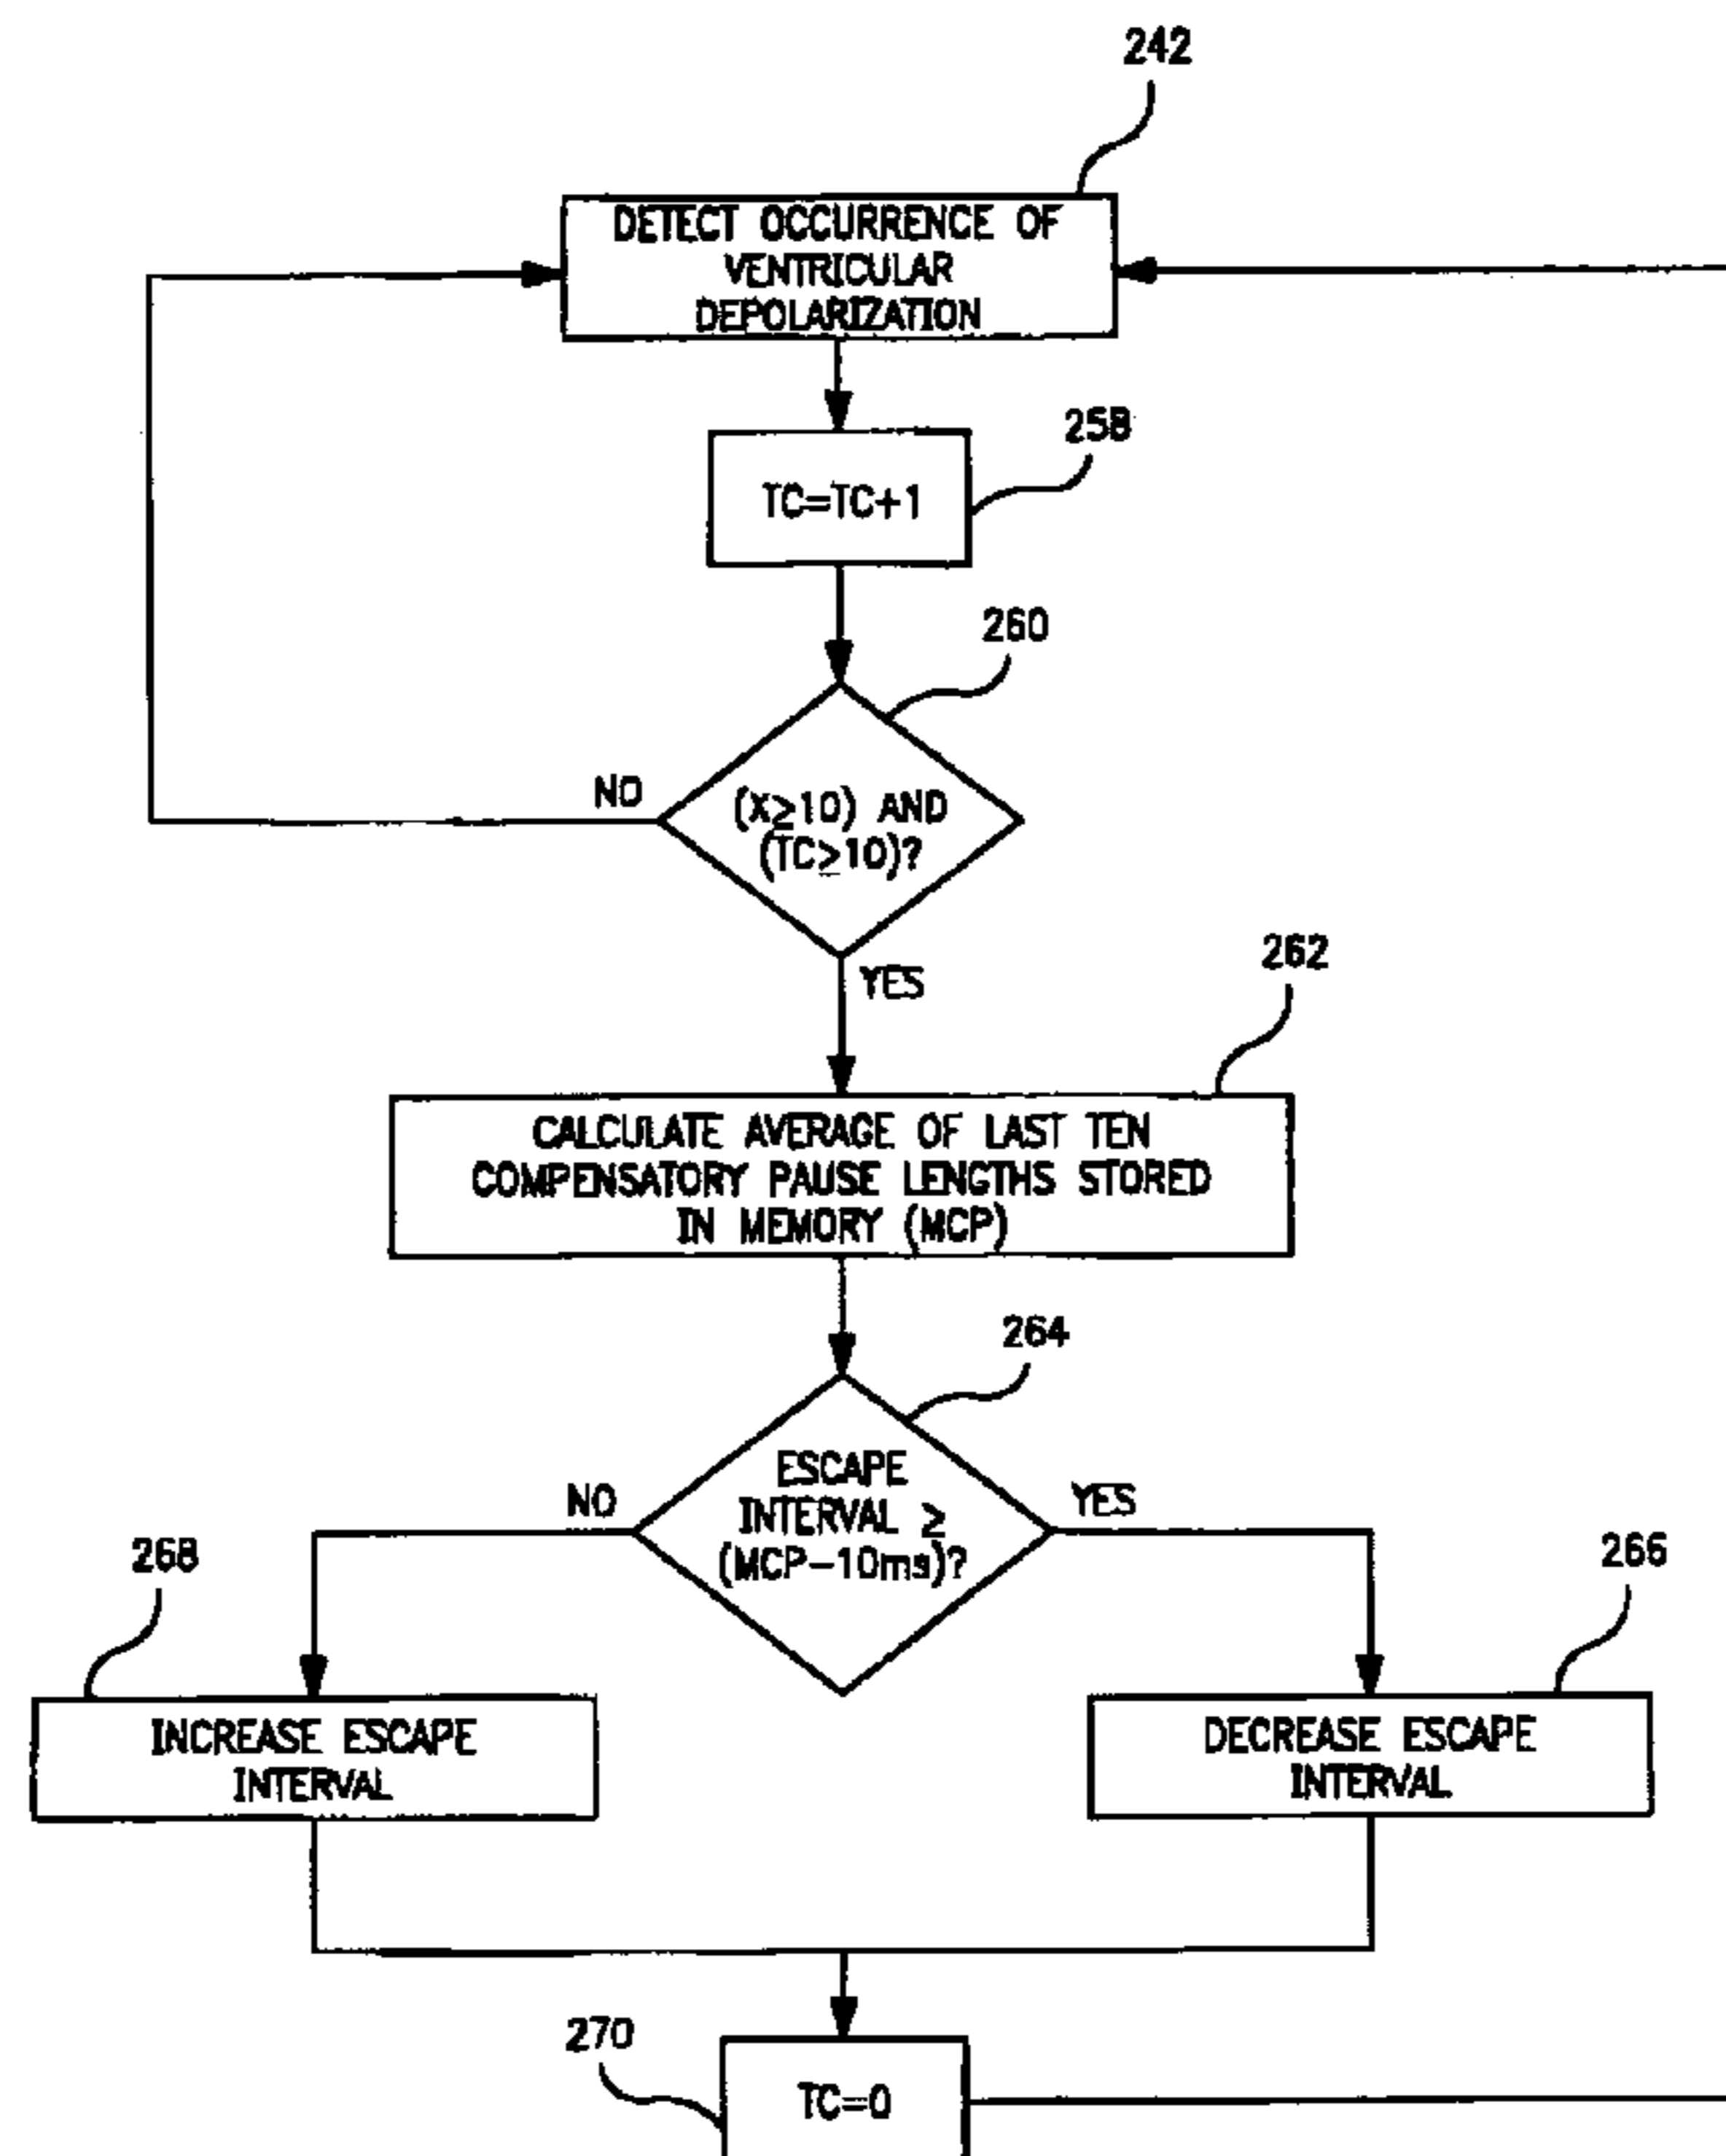 242
DETECT OCCURRENCE OF
VENTRICULAR
DEPOLARIZATION
258
TC=TC+1
260
NO
(X≥10) AND
(TC≥10)?
YES
262
CALCULATE AVERAGE OF LAST TEN
COMPENSATORY PAUSE LENGTHS STORED
IN MEMORY (MCP)
264
ESCAPE
INTERVAL ≥
(MCP-10ms)?
NO
YES
268
266
INCREASE ESCAPE
INTERVAL
DECREASE ESCAPE
INTERVAL
270
TC=0